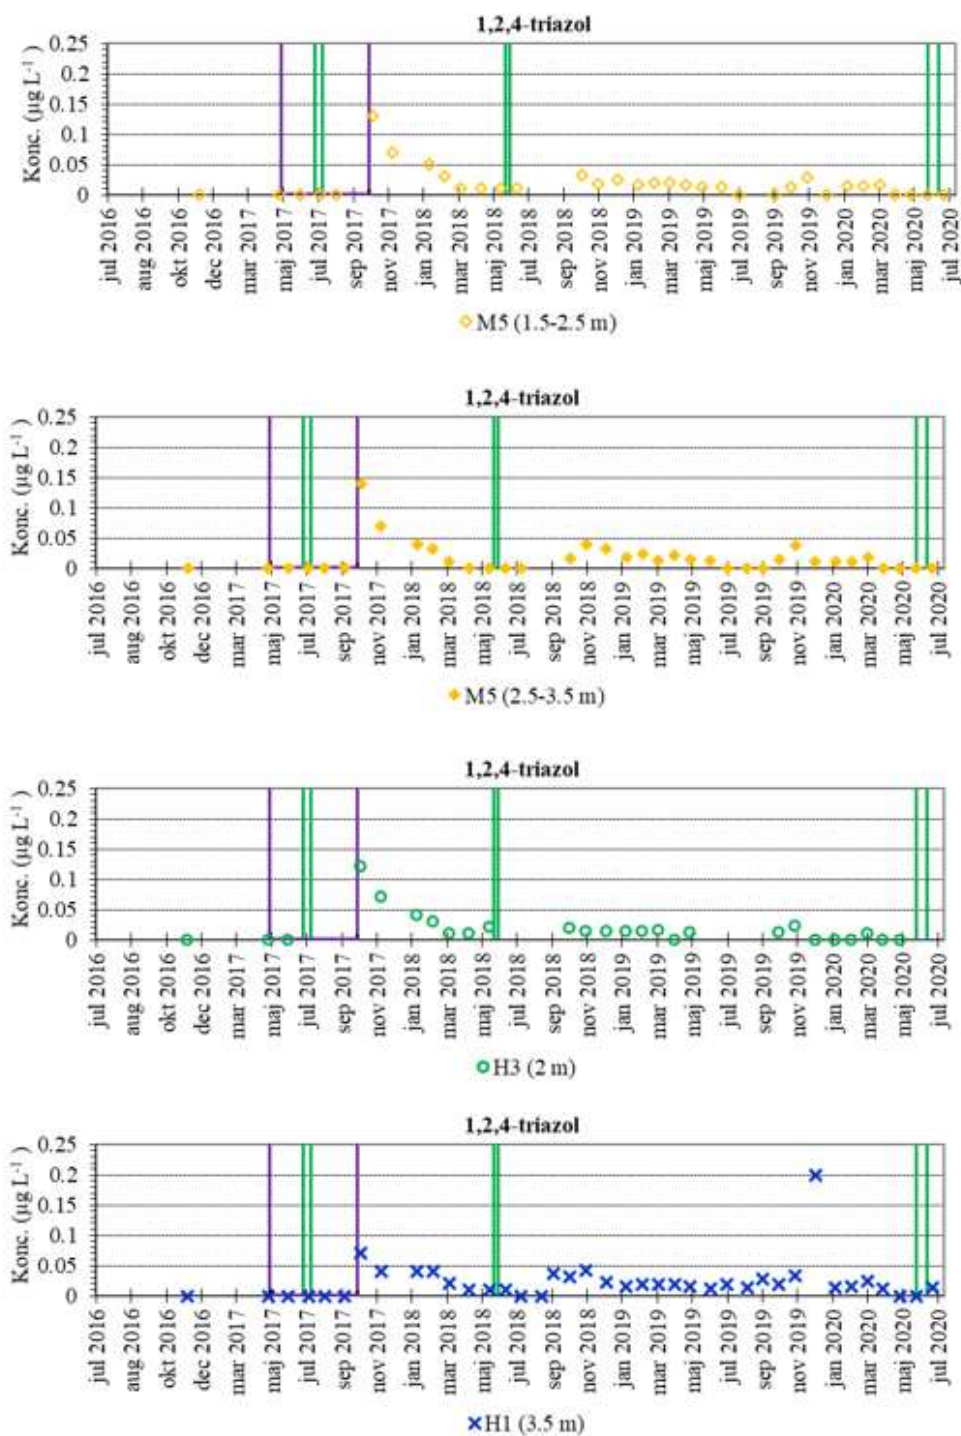 1,2,4-triazol
Konc. (µg L-1 )
0.25
0.2
0.15
0.1
0.05
0
jul 2016
aug 2016
okt 2016
dec 2016
mar 2017
maj 2017
jul 2017
sep 2017
nov 2017
jan 2018
mar 2018
maj 2018
jul 2018
sep 2018
nov 2018
jan 2019
mar 2019
maj 2019
jul 2019
sep 2019
nov 2019
jan 2020
mar 2020
maj 2020
jul 2020
M5 (1.5-2.5 m)
1,2,4-triazol
Konc. (µg L-1 )
0.25
0.2
0.15
0.1
0.05
0
jul 2016
aug 2016
okt 2016
dec 2016
mar 2017
maj 2017
jul 2017
sep 2017
nov 2017
jan 2018
mar 2018
maj 2018
jul 2018
sep 2018
nov 2018
jan 2019
mar 2019
maj 2019
jul 2019
sep 2019
nov 2019
jan 2020
mar 2020
maj 2020
jul 2020
M5 (2.5-3.5 m)
1,2,4-triazol
Konc. (µg L-1 )
0.25
0.2
0.15
0.1
0.05
0
jul 2016
aug 2016
okt 2016
dec 2016
mar 2017
maj 2017
jul 2017
sep 2017
nov 2017
jan 2018
mar 2018
maj 2018
jul 2018
sep 2018
nov 2018
jan 2019
mar 2019
maj 2019
jul 2019
sep 2019
nov 2019
jan 2020
mar 2020
maj 2020
jul 2020
H3 (2 m)
1,2,4-triazol
Konc. (µg L-1 )
0.25
0.2
0.15
0.1
0.05
0
jul 2016
aug 2016
okt 2016
dec 2016
mar 2017
maj 2017
jul 2017
sep 2017
nov 2017
jan 2018
mar 2018
maj 2018
jul 2018
sep 2018
nov 2018
jan 2019
mar 2019
maj 2019
jul 2019
sep 2019
nov 2019
jan 2020
mar 2020
maj 2020
jul 2020
H1 (3.5 m)